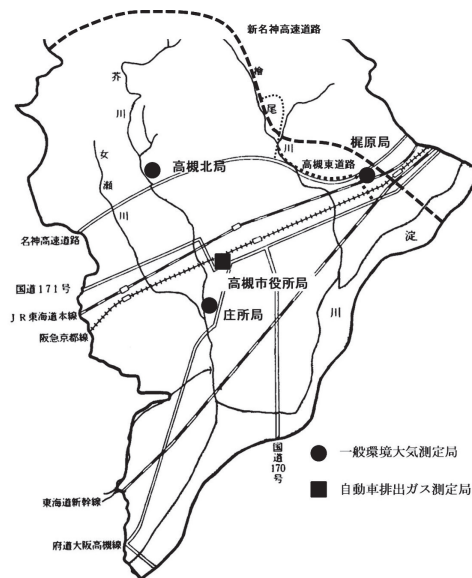 新名神高速道路
芥川
檜尾川
女瀬川
梶原局
高槻東道路
高槻北局
名神高速道路
淀川
国道171号
高槻市役所局
JR東海道本線
庄所局
阪急京都線
国道170号
一般環境大気測定局
自動車排出ガス測定局
東海道新幹線
府道大阪高槻線